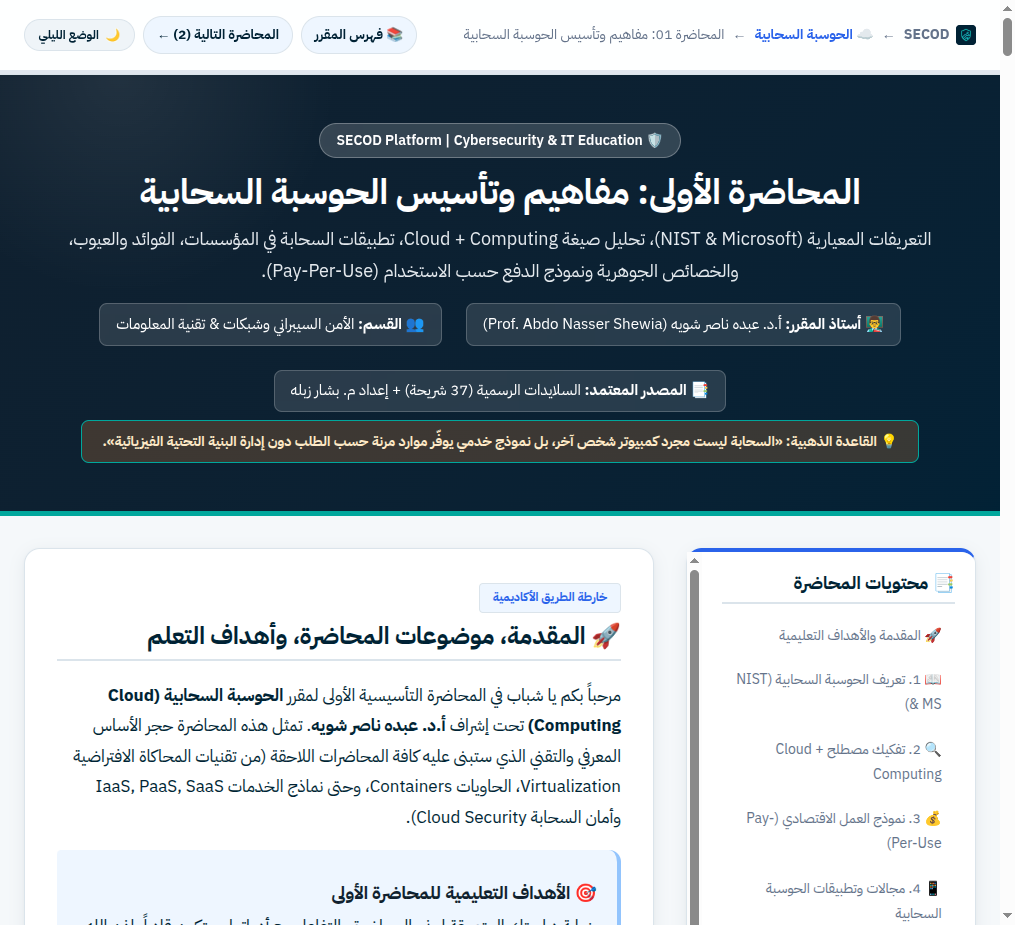 SECOD ← ☁️ الحوسبة السحابية ← المحاضرة 01: مفاهيم وتأسيس الحوسبة السحابية
📚 فهرس المقرر
المحاضرة التالية (2) ←
🌙 الوضع الليلي
SECOD Platform | Cybersecurity & IT Education 🛡️
المحاضرة الأولى: مفاهيم وتأسيس الحوسبة السحابية
التعريفات المعيارية (NIST & Microsoft)، تحليل صيغة Cloud + Computing، تطبيقات السحابة في المؤسسات، الفوائد والعيوب،
والخصائص الجوهرية ونموذج الدفع حسب الاستخدام (Pay-Per-Use).
👨‍🏫 أستاذ المقرر: أ.د. عبده ناصر شويه (Prof. Abdo Nasser Shewia)
👥 القسم: الأمن السيبراني وشبكات & تقنية المعلومات
📑 المصدر المعتمد: السلايدات الرسمية (37 شريحة) + إعداد م. بشار زبله
💡 القاعدة الذهبية: «السحابة ليست مجرد كمبيوتر شخص آخر، بل نموذج خدمي يوفّر موارد مرنة حسب الطلب دون إدارة البنية التحتية الفيزيائية».
📑 محتويات المحاضرة
🚀 المقدمة والأهداف التعليمية
📖 1. تعريف الحوسبة السحابية (NIST
& MS)
🔍 2. تفكيك مصطلح Cloud +
Computing
💰 3. نموذج العمل الاقتصادي (Pay-
Per-Use)
📱 4. مجالات وتطبيقات الحوسبة
السحابية
خارطة الطريق الأكاديمية
🚀 المقدمة، موضوعات المحاضرة، وأهداف التعلم
مرحباً بكم يا شباب في المحاضرة التأسيسية الأولى لمقرر الحوسبة السحابية (Cloud
Computing) تحت إشراف أ.د. عبده ناصر شويه. تمثل هذه المحاضرة حجر الأساس
المعرفي والتقني الذي ستبنى عليه كافة المحاضرات اللاحقة (من تقنيات المحاكاة الافتراضية
Virtualization، الحاويات Containers، وحتى نماذج الخدمات IaaS, PaaS, SaaS
وأمان السحابة Cloud Security).
🎯 الأهداف التعليمية للمحاضرة الأولى